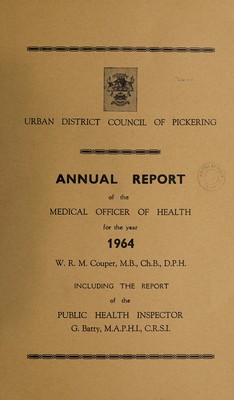 URBAN DISTRICT COUNCIL OF PICKERING
ANNUAL REPORT
of the
MEDICAL OFFICER OF HEALTH
for the year
1964
W. R. M. Couper, M.B., Ch.B., D.P.H.
INCLUDING THE REPORT
of the
PUBLIC HEALTH INSPECTOR
G. Batty, M.A.P.H.I., C.R.S.I.